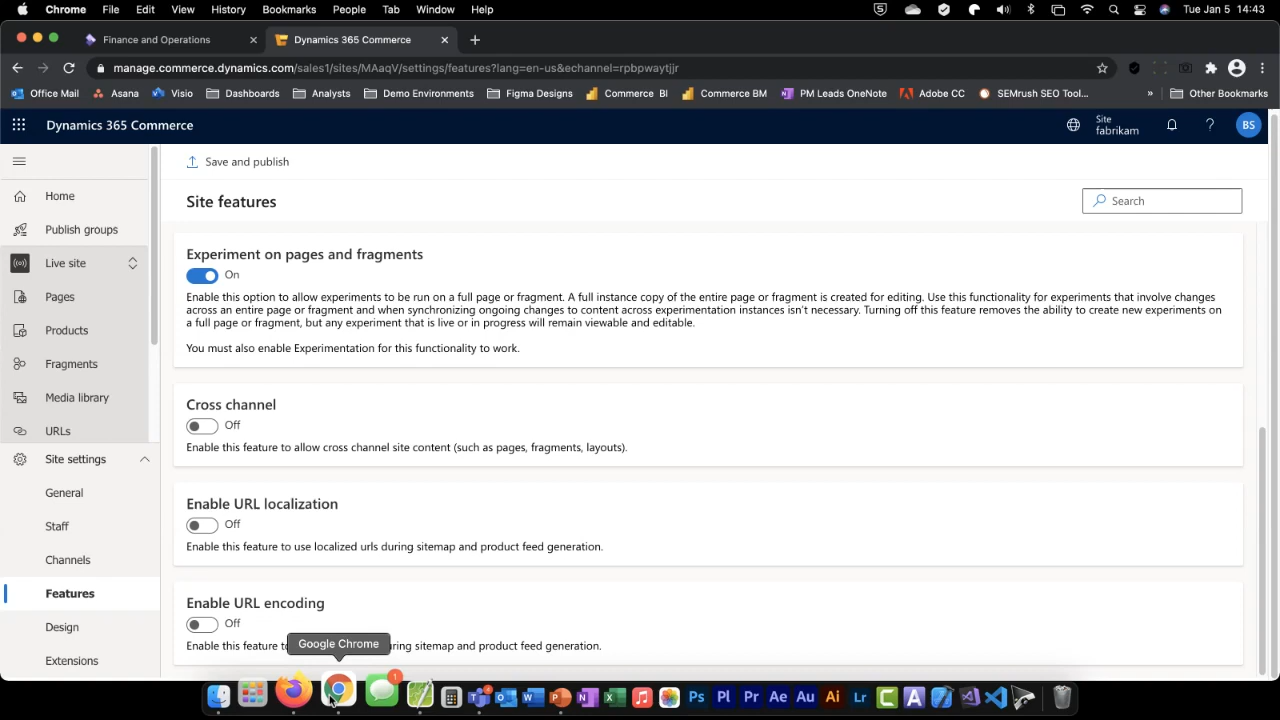 Chrome File Edit View History Bookmarks People Tab Window Help Tue Jan 5 14:43
Finance and Operations Dynamics 365 Commerce
manage.commerce.dynamics.com/sales1/sites/MAaqV/settings/features?lang=en-us&echannel=rpbpwaytjjr
Office Mail Asana Visio Dashboards Analysts Demo Environments Figma Designs Commerce BI Commerce BM PM Leads OneNote Adobe CC SEMrush SEO Tool... » Other Bookmarks
Dynamics 365 Commerce
Site
fabrikam
? BS
Save and publish
Site features
Search
Home
Publish groups
Live site
Pages
Products
Fragments
Media library
URLs
Site settings
General
Staff
Channels
Features
Design
Extensions
Experiment on pages and fragments
On
Enable this option to allow experiments to be run on a full page or fragment. A full instance copy of the entire page or fragment is created for editing. Use this functionality for experiments that involve changes
across an entire page or fragment and when synchronizing ongoing changes to content across experimentation instances isn't necessary. Turning off this feature removes the ability to create new experiments on
a full page or fragment, but any experiment that is live or in progress will remain viewable and editable.
You must also enable Experimentation for this functionality to work.
Cross channel
Off
Enable this feature to allow cross channel site content (such as pages, fragments, layouts).
Enable URL localization
Off
Enable this feature to use localized urls during sitemap and product feed generation.
Enable URL encoding
Off
Google Chrome
Enable this feature to uring sitemap and product feed generation.
1
Ps Pl Pr Ae Au Ai Lr